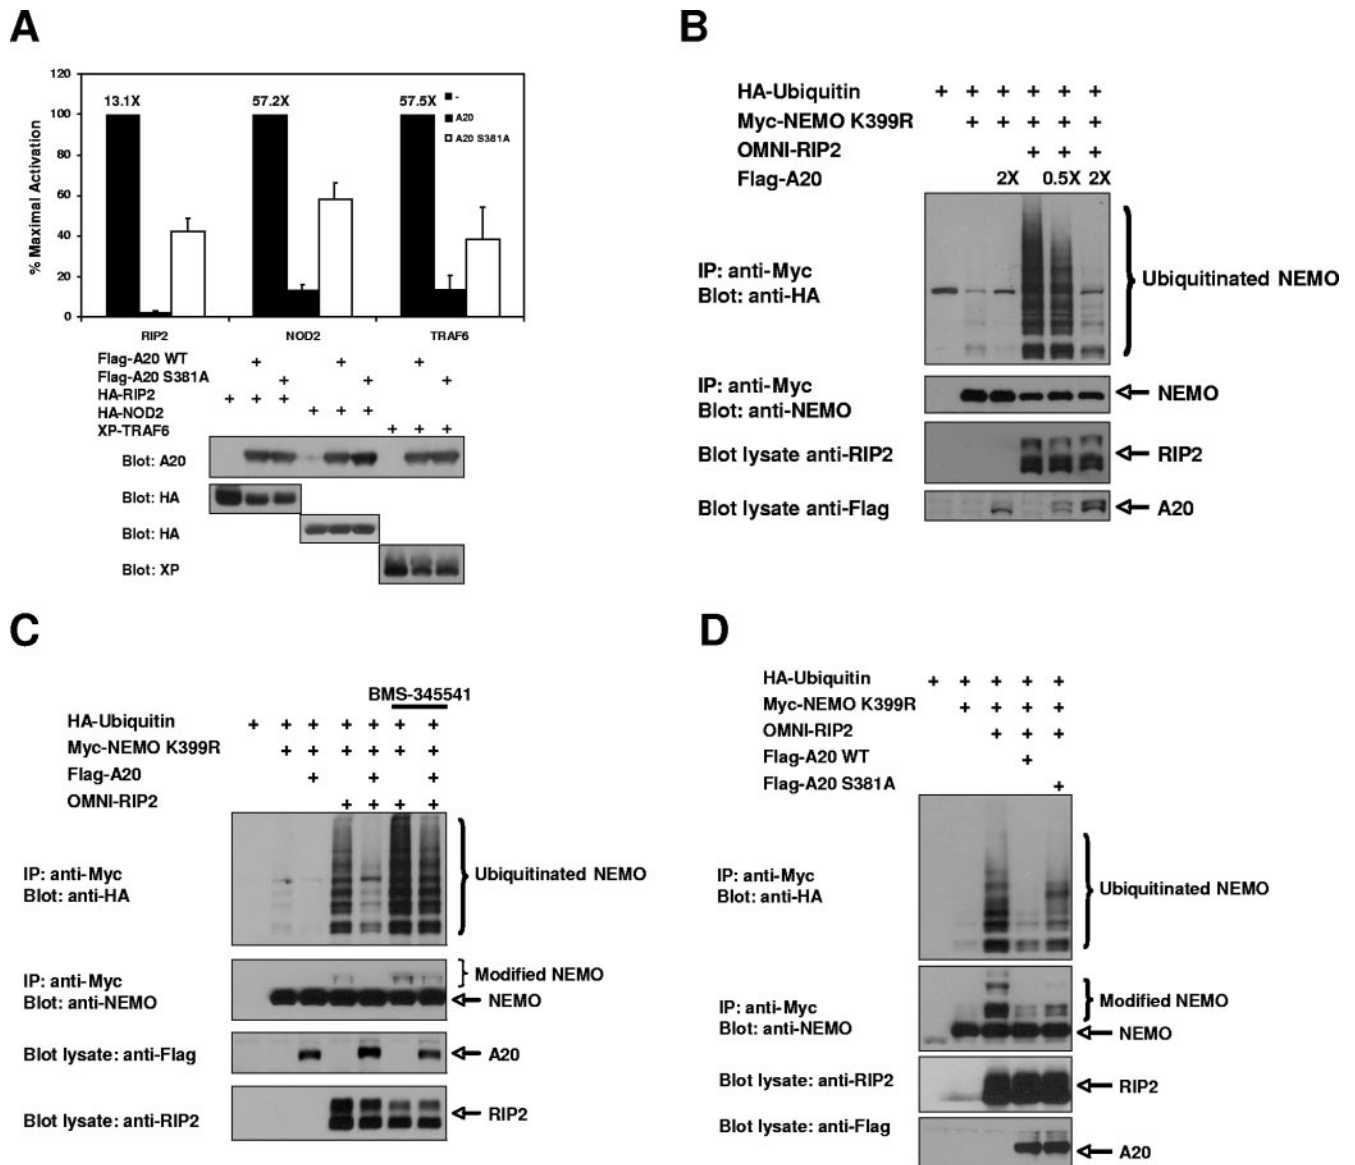 A
120
100
80
60
40
20
0
% Maximal Activation
13.1X 57.2X 57.5X
-
A20
A20 S381A
RIP2 NOD2 TRAF6
Flag-A20 WT + + +
Flag-A20 S381A + + +
HA-RIP2 + + +
HA-NOD2 + + +
XP-TRAF6 + + +
Blot: A20
Blot: HA
Blot: HA
Blot: XP
B
HA-Ubiquitin + + + + + +
Myc-NEMO K399R + + + + +
OMNI-RIP2 + + +
Flag-A20 2X 0.5X 2X
IP: anti-Myc
Blot: anti-HA
Ubiquitinated NEMO
IP: anti-Myc
Blot: anti-NEMO
NEMO
Blot lysate anti-RIP2
RIP2
Blot lysate anti-Flag
A20
C
BMS-345541
HA-Ubiquitin + + + + + + +
Myc-NEMO K399R + + + + + +
Flag-A20 + + +
OMNI-RIP2 + + + +
IP: anti-Myc
Blot: anti-HA
Ubiquitinated NEMO
IP: anti-Myc
Blot: anti-NEMO
Modified NEMO
NEMO
Blot lysate: anti-Flag
A20
Blot lysate: anti-RIP2
RIP2
D
HA-Ubiquitin + + + + +
Myc-NEMO K399R + + + +
OMNI-RIP2 + + +
Flag-A20 WT +
Flag-A20 S381A +
IP: anti-Myc
Blot: anti-HA
Ubiquitinated NEMO
IP: anti-Myc
Blot: anti-NEMO
Modified NEMO
NEMO
Blot lysate: anti-RIP2
RIP2
Blot lysate: anti-Flag
A20